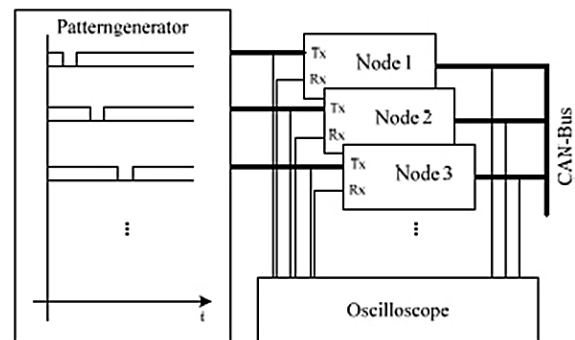 Patterngenerator
t
Tx
Rx
Node 1
Tx
Rx
Node 2
Tx
Rx
Node 3
CAN-Bus
Oscilloscope